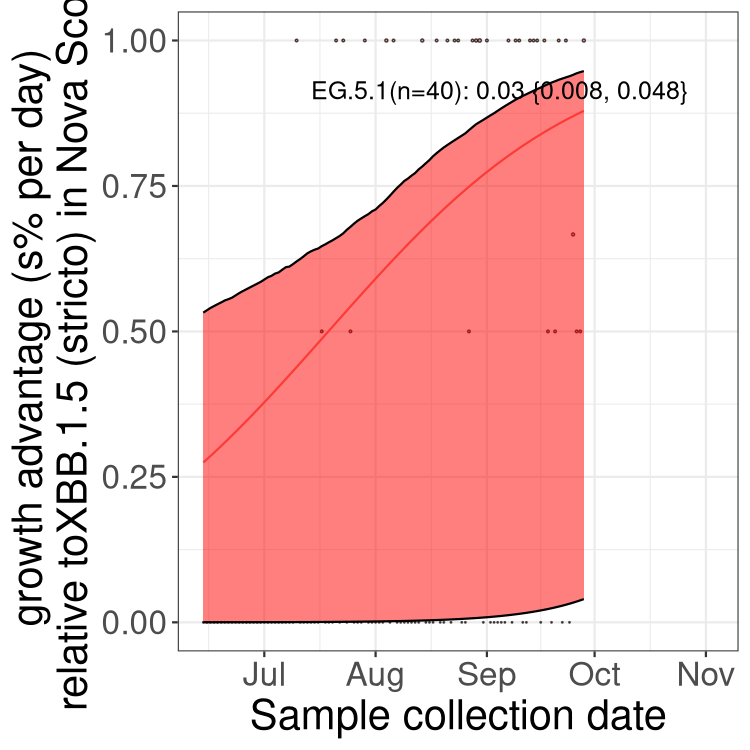 growth advantage (s% per day)
relative toXBB.1.5 (stricto) in Nova Sco
1.00
0.75
0.50
0.25
0.00
EG.5.1(n=40): 0.03 {0.008, 0.048}
Jul Aug Sep Oct Nov
Sample collection date